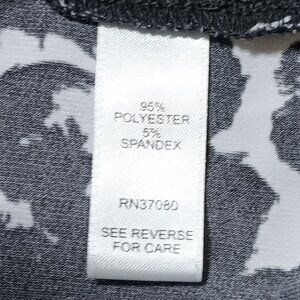 95%
POLYESTER
5%
SPANDEX
RN37080
SEE REVERSE
FOR CARE